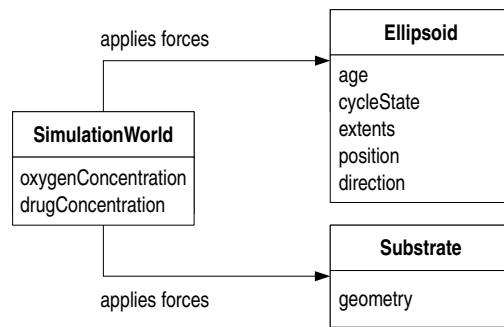 applies forces
Ellipsoid
age
cycleState
extents
position
direction
SimulationWorld
oxygenConcentration
drugConcentration
Substrate
geometry
applies forces